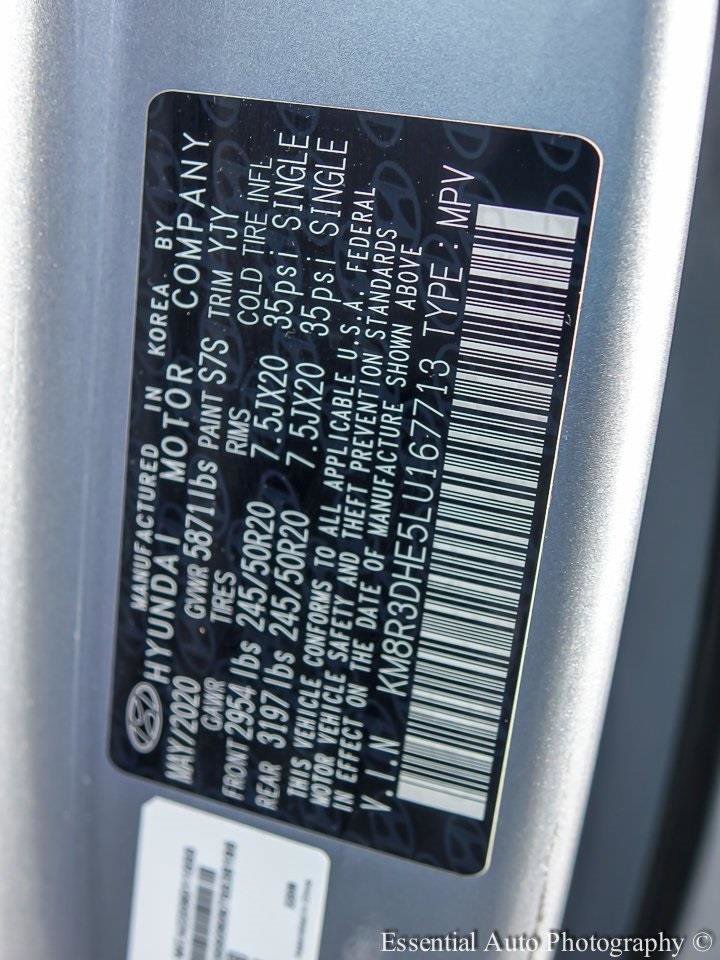 MANUFACTURED IN KOREA BY
HYUNDAI MOTOR COMPANY
MAY/2020 GVWR 5871lbs PAINT S7S TRIM YJY
GAWR TIRES RIMS COLD TIRE INFL
FRONT 2954 lbs 245/50R20 7.5JX20 35psi SINGLE
REAR 3197 lbs 245/50R20 7.5JX20 35psi SINGLE
THIS VEHICLE CONFORMS TO ALL APPLICABLE U.S.A. FEDERAL
MOTOR VEHICLE SAFETY AND THEFT PREVENTION STANDARDS
IN EFFECT ON THE DATE OF MANUFACTURE SHOWN ABOVE
V.I.N KM8R3DHE5LU167713 TYPE : MPV
Essential Auto Photography ©